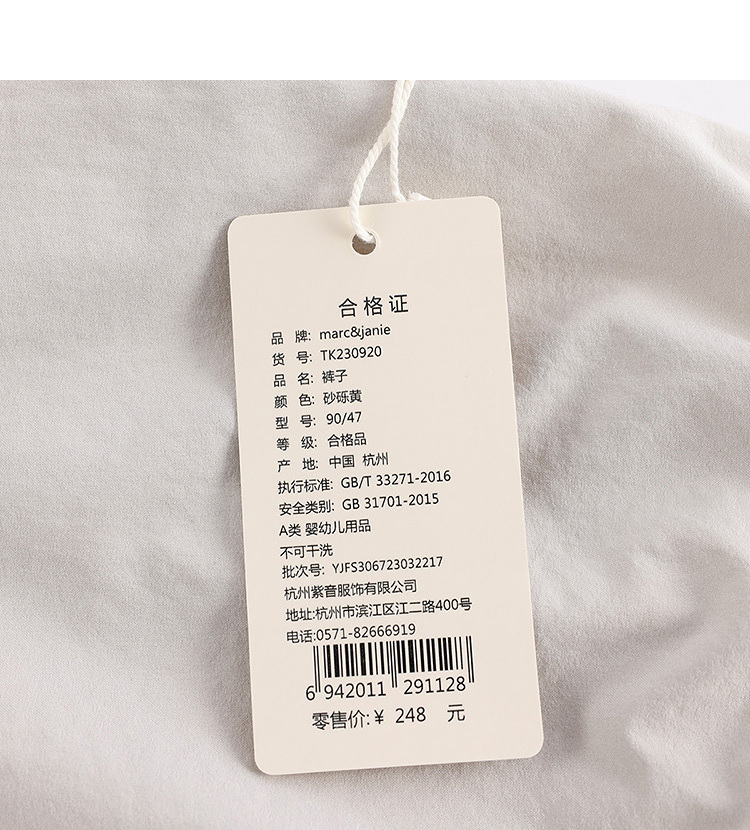 合格证
品 牌: marc&janie
货 号: TK230920
品 名: 裤子
颜 色: 砂砾黄
型 号: 90/47
等 级: 合格品
产 地: 中国 杭州
执行标准: GB/T 33271-2016
安全类别: GB 31701-2015
A类 婴幼儿用品
不可干洗
批次号: YJFS306723032217
杭州紫音服饰有限公司
地址:杭州市滨江区江二路400号
电话:0571-82666919
6 942011 291128
零售价:¥ 248 元